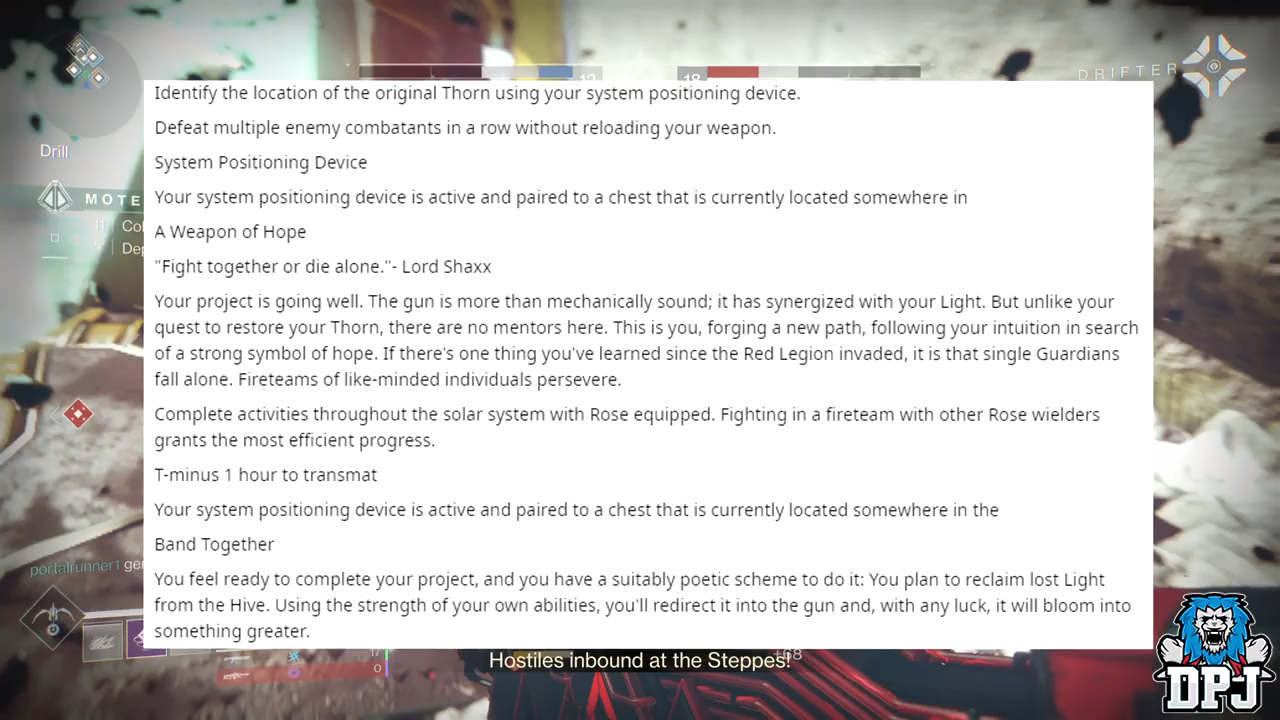 DRIFTER
12
18
Identify the location of the original Thorn using your system positioning device.
Defeat multiple enemy combatants in a row without reloading your weapon.
Drill
System Positioning Device
MOTE
Your system positioning device is active and paired to a chest that is currently located somewhere in
11 Col
A Weapon of Hope
Dep
"Fight together or die alone."- Lord Shaxx
Your project is going well. The gun is more than mechanically sound; it has synergized with your Light. But unlike your
quest to restore your Thorn, there are no mentors here. This is you, forging a new path, following your intuition in search
of a strong symbol of hope. If there's one thing you've learned since the Red Legion invaded, it is that single Guardians
fall alone. Fireteams of like-minded individuals persevere.
Complete activities throughout the solar system with Rose equipped. Fighting in a fireteam with other Rose wielders
grants the most efficient progress.
T-minus 1 hour to transmat
Your system positioning device is active and paired to a chest that is currently located somewhere in the
Band Together
portalrunner1 gen
You feel ready to complete your project, and you have a suitably poetic scheme to do it: You plan to reclaim lost Light
from the Hive. Using the strength of your own abilities, you'll redirect it into the gun and, with any luck, it will bloom into
something greater.
17
0
Hostiles inbound at the Steppes!
DPJ